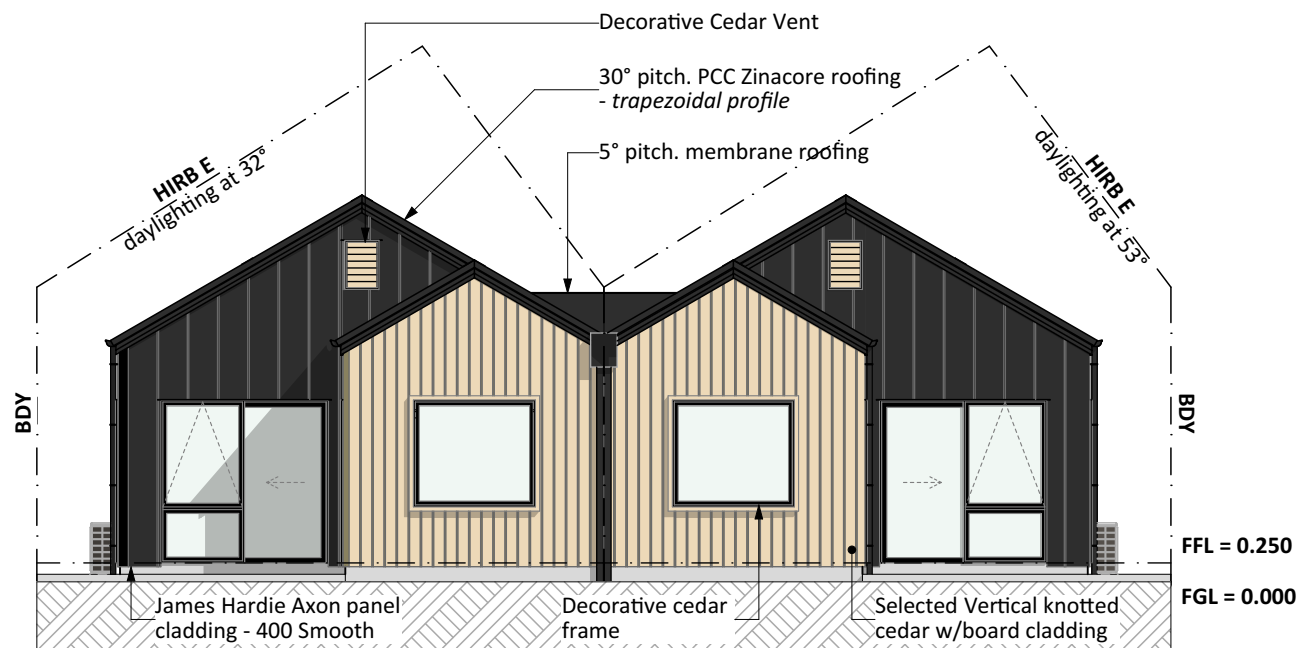 Decorative Cedar Vent
30° pitch. PCC Zinacore roofing
- trapezoidal profile
5° pitch. membrane roofing
HIRB E
daylighting at 32°
HIRB E
daylighting at 53°
BDY
BDY
FFL = 0.250
FGL = 0.000
James Hardie Axon panel
cladding - 400 Smooth
Decorative cedar
frame
Selected Vertical knotted
cedar w/board cladding